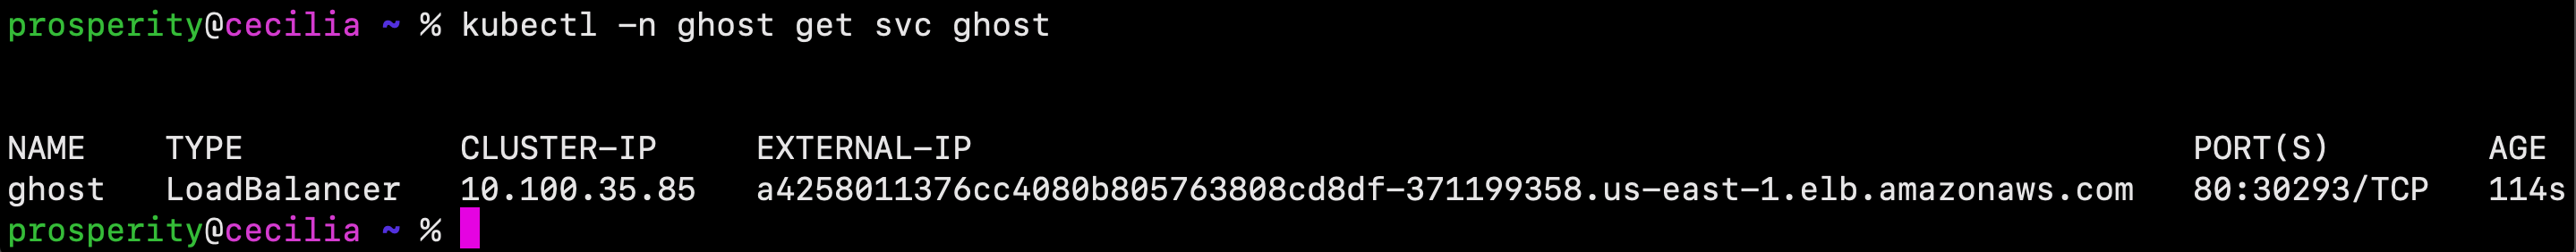 prosperity@cecilia ~ % kubectl -n ghost get svc ghost
NAME TYPE CLUSTER-IP EXTERNAL-IP PORT(S) AGE
ghost LoadBalancer 10.100.35.85 a4258011376cc4080b805763808cd8df-371199358.us-east-1.elb.amazonaws.com 80:30293/TCP 114s
prosperity@cecilia ~ %